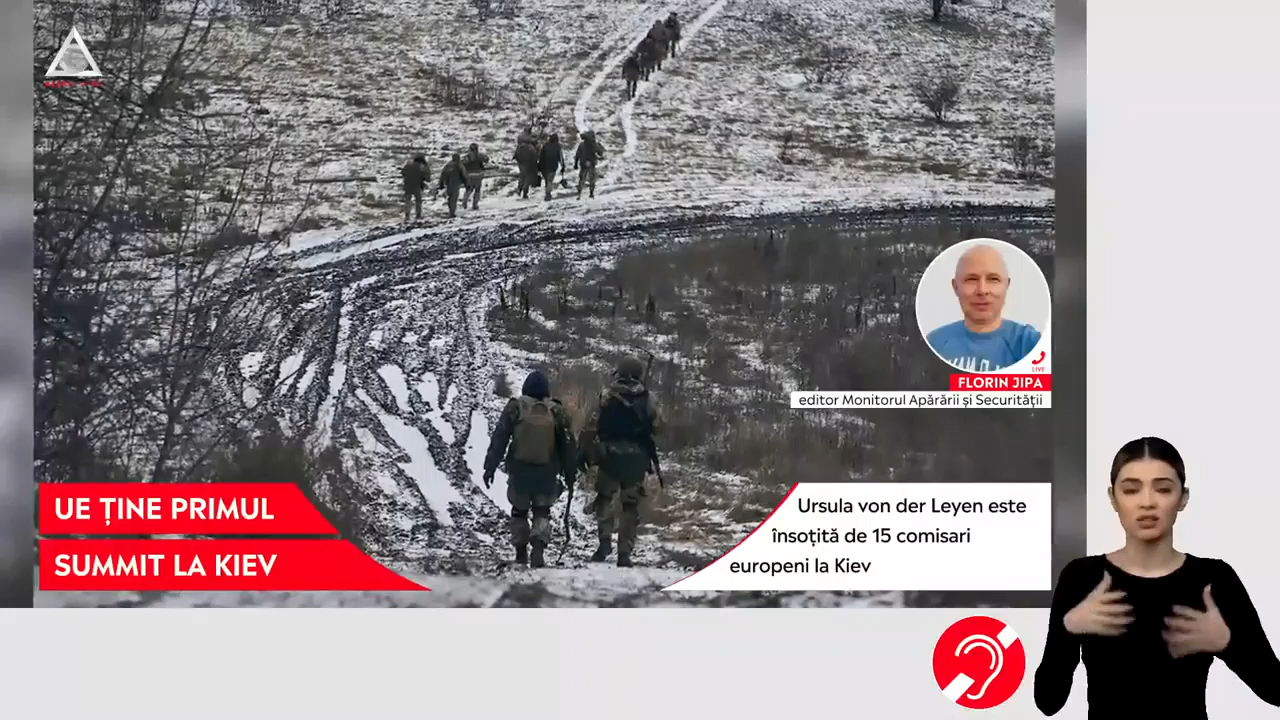 LIVE
FLORIN JIPA
editor Monitorul Apărării și Securității
UE ȚINE PRIMUL
SUMMIT LA KIEV
Ursula von der Leyen este
însoțită de 15 comisari
europeni la Kiev